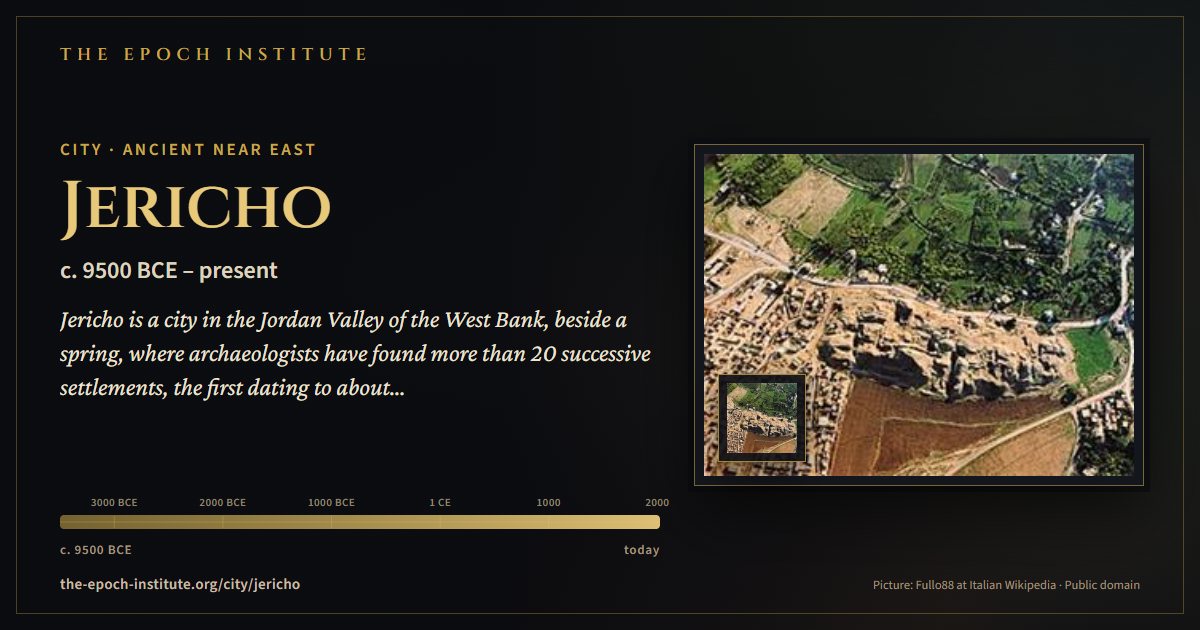 THE EPOCH INSTITUTE
CITY · ANCIENT NEAR EAST
JERICHO
c. 9500 BCE – present
Jericho is a city in the Jordan Valley of the West Bank, beside a
spring, where archaeologists have found more than 20 successive
settlements, the first dating to about...
3000 BCE 2000 BCE 1000 BCE 1 CE 1000 2000
c. 9500 BCE today
the-epoch-institute.org/city/jericho
Picture: Fullo88 at Italian Wikipedia · Public domain